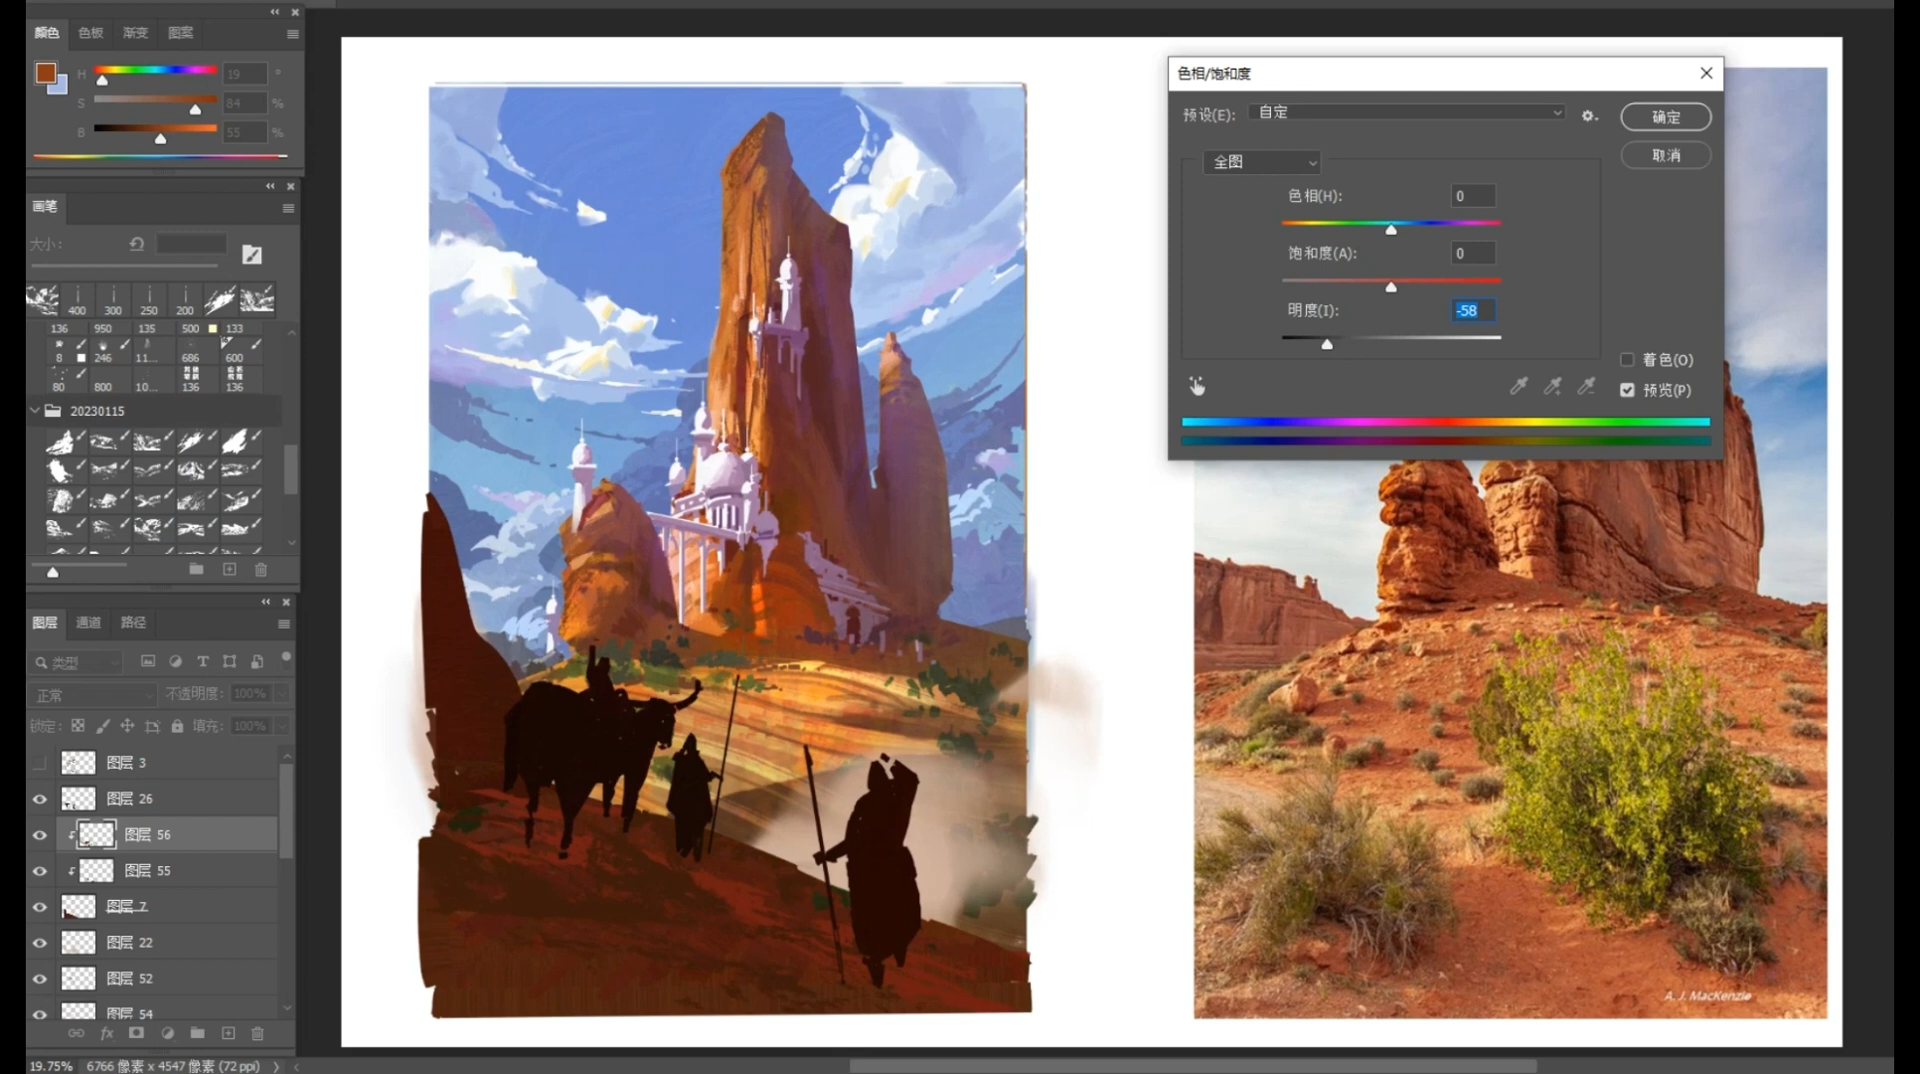 颜色 色板 渐变 图案
H 19 °
S 84 %
B 55 %
画笔
大小:
400 300 250 200
136 950 135 500 133
8 246 11... 686 600
80 800 10... 136 136
20230115
图层 通道 路径
类型
正常 不透明度: 100%
锁定: 填充: 100%
图层 3
图层 26
图层 56
图层 55
图层 7
图层 22
图层 52
图层 54
fx
19.75% 6766 像素 x 4547 像素 (72 ppi)
色相/饱和度
预设(E): 自定
确定
取消
全图
色相(H): 0
饱和度(A): 0
明度(I): -58
着色(O)
预览(P)
A. J. MacKenzie